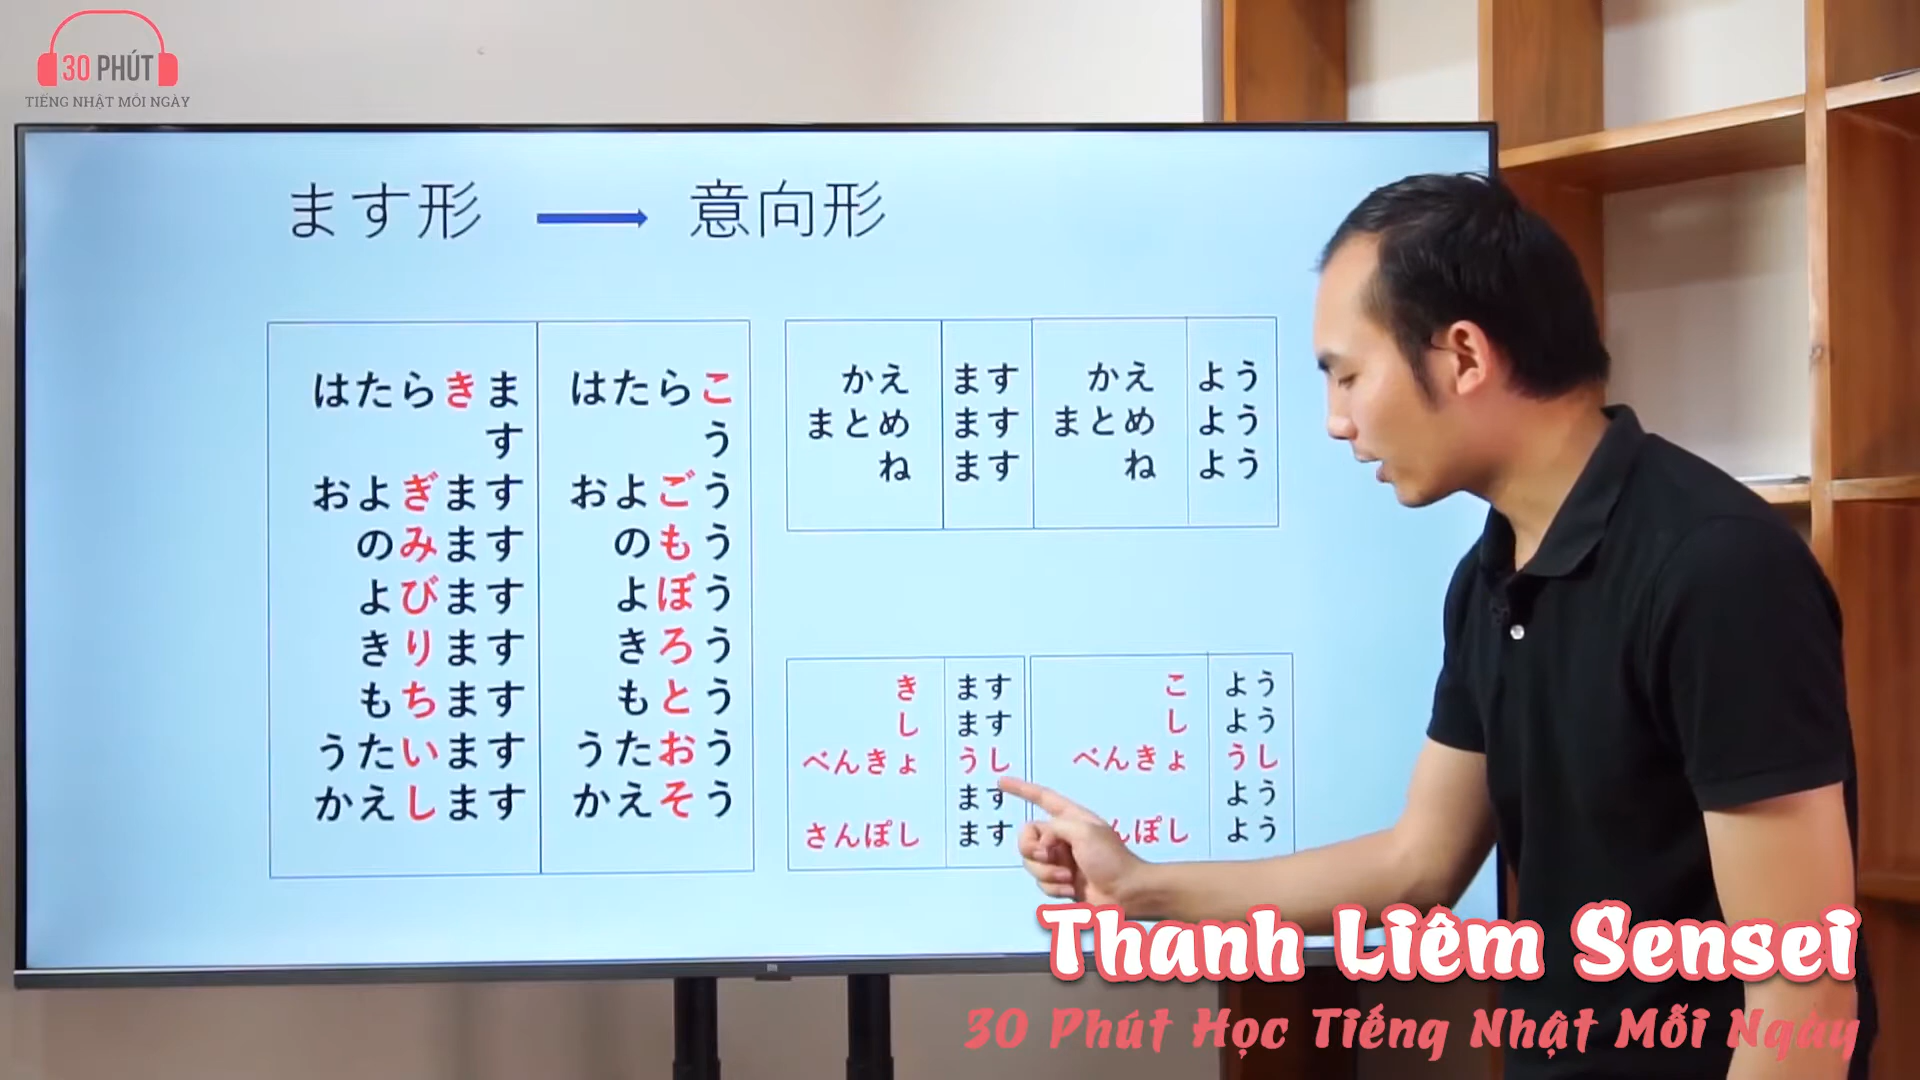 30 PHÚT
TIẾNG NHẬT MỖI NGÀY
ます形 意向形
はたらきま
す
およぎます
のみます
よびます
きります
もちます
うたいます
かえします
はたらこ
う
およごう
のもう
よぼう
きろう
もとう
うたおう
かえそう
かえ ます かえ よう
まとめ ます まとめ よう
ね ます ね よう
き ます こ よう
し ます し よう
べんきょ うし べんきょ うし
ます よう
さんぽし ます んぽし よう
Thanh Liêm Sensei
30 Phút Học Tiếng Nhật Mỗi Ngày